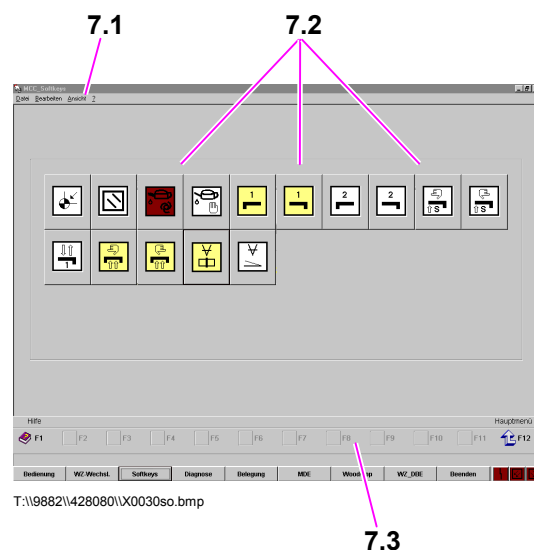 7.1 7.2
MCC_Softkeys
Datei Bearbeiten Ansicht ?
1 1 2 2 S S
1
Hilfe Hauptmenü
F1 F2 F3 F4 F5 F6 F7 F8 F9 F10 F11 F12
Bedienung WZ-Wechsl. Softkeys Diagnose Belegung MDE WZ_DBE Beenden
T:\\9882\\428080\\X0030so.bmp
7.3